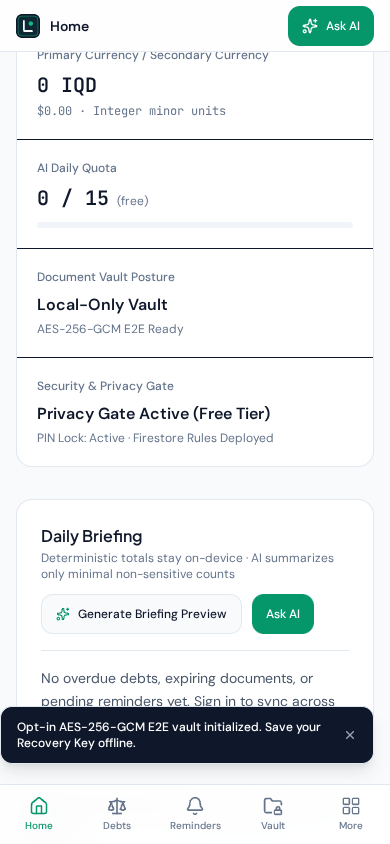 Home
Ask AI
Primary Currency / Secondary Currency
0 IQD
$0.00 · Integer minor units
AI Daily Quota
0 / 15 (free)
Document Vault Posture
Local-Only Vault
AES-256-GCM E2E Ready
Security & Privacy Gate
Privacy Gate Active (Free Tier)
PIN Lock: Active · Firestore Rules Deployed
Daily Briefing
Deterministic totals stay on-device · AI summarizes
only minimal non-sensitive counts
Generate Briefing Preview
Ask AI
No overdue debts, expiring documents, or
pending reminders yet. Sign in to sync across
Opt-in AES-256-GCM E2E vault initialized. Save your
Recovery Key offline.
Home
Debts
Reminders
Vault
More